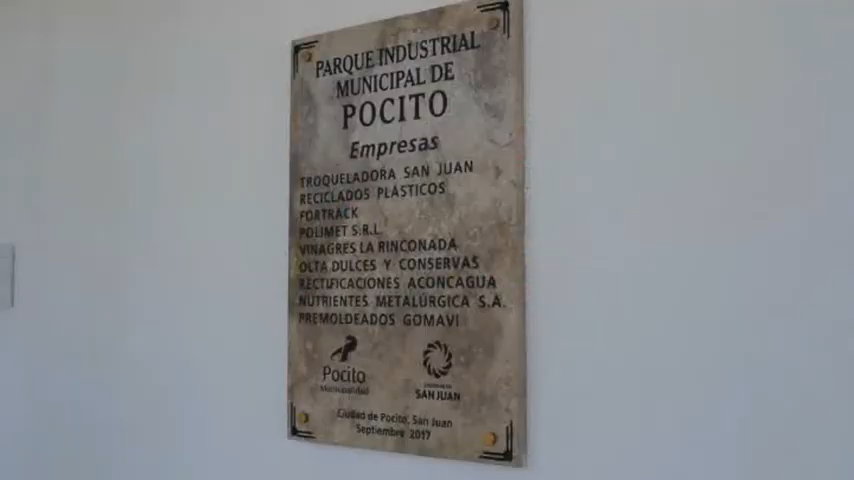 PARQUE INDUSTRIAL
MUNICIPAL DE
POCITO
Empresas
TROQUELADORA SAN JUAN
RECICLADOS PLÁSTICOS
FORTRACK
POLIMET S.R.L.
VINAGRES LA RINCONADA
OLTA DULCES Y CONSERVAS
RECTIFICACIONES ACONCAGUA
NUTRIENTES METALÚRGICA S.A.
PREMOLDEADOS GOMAVI
Pocito
Municipalidad
SAN JUAN
Ciudad de Pocito, San Juan
Septiembre 2017